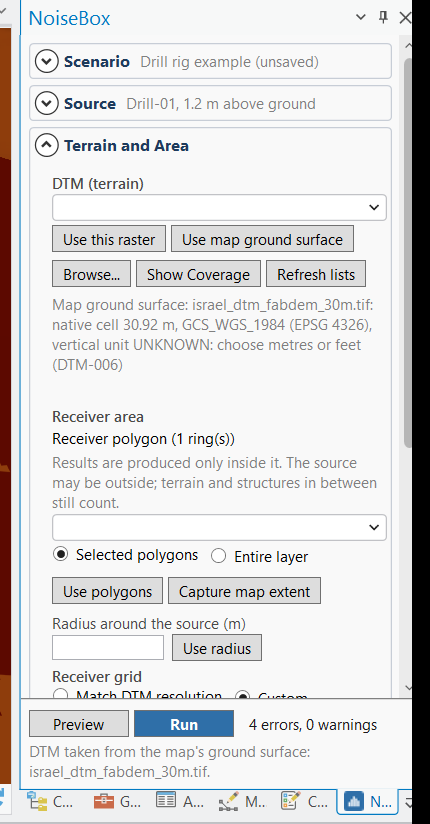 NoiseBox
Scenario Drill rig example (unsaved)
Source Drill-01, 1.2 m above ground
Terrain and Area
DTM (terrain)
Use this raster Use map ground surface
Browse... Show Coverage Refresh lists
Map ground surface: israel_dtm_fabdem_30m.tif:
native cell 30.92 m, GCS_WGS_1984 (EPSG 4326),
vertical unit UNKNOWN: choose metres or feet
(DTM-006)
Receiver area
Receiver polygon (1 ring(s))
Results are produced only inside it. The source
may be outside; terrain and structures in between
still count.
Selected polygons Entire layer
Use polygons Capture map extent
Radius around the source (m)
Use radius
Receiver grid
Match DTM resolution Custom
Preview Run 4 errors, 0 warnings
DTM taken from the map's ground surface:
israel_dtm_fabdem_30m.tif.
C... G... A... M... C... N...